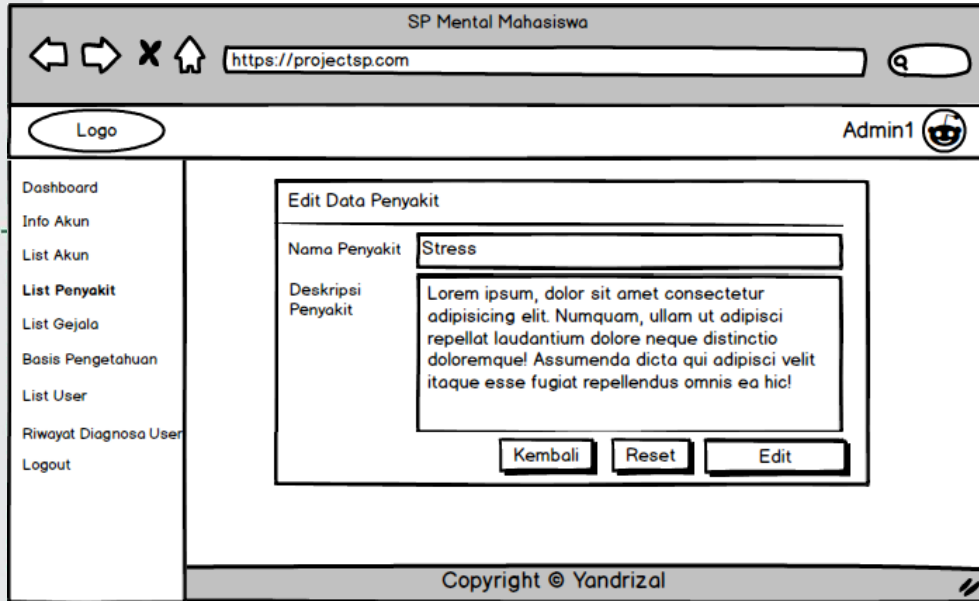 SP Mental Mahasiswa
https://projectsp.com
Logo
Admin1
Dashboard
Info Akun
List Akun
List Penyakit
List Gejala
Basis Pengetahuan
List User
Riwayat Diagnosa User
Logout
Edit Data Penyakit
Nama Penyakit
Stress
Deskripsi
Penyakit
Lorem ipsum, dolor sit amet consectetur
adipisicing elit. Numquam, ullam ut adipisci
repellat laudantium dolore neque distinctio
doloremque! Assumenda dicta qui adipisci velit
itaque esse fugiat repellendus omnis ea hic!
Kembali
Reset
Edit
Copyright © Yandrizal